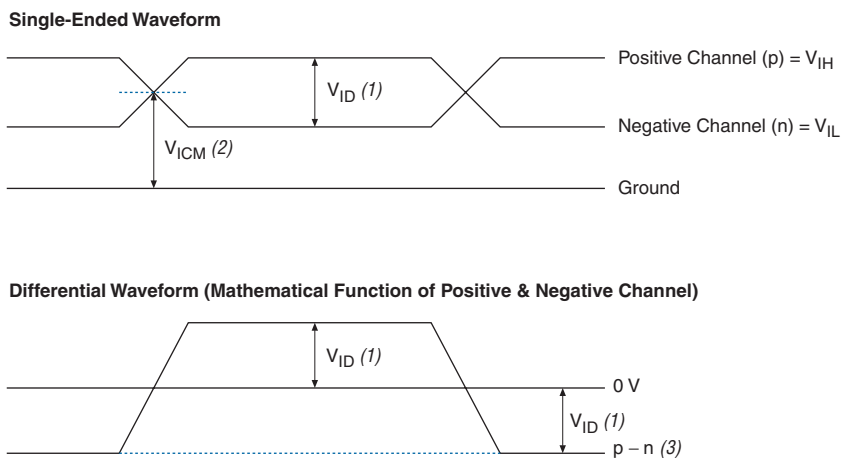 Single-Ended Waveform
Positive Channel (p) = VIH
VID (1)
Negative Channel (n) = VIL
VICM (2)
Ground
Differential Waveform (Mathematical Function of Positive & Negative Channel)
VID (1)
0 V
VID (1)
p − n (3)